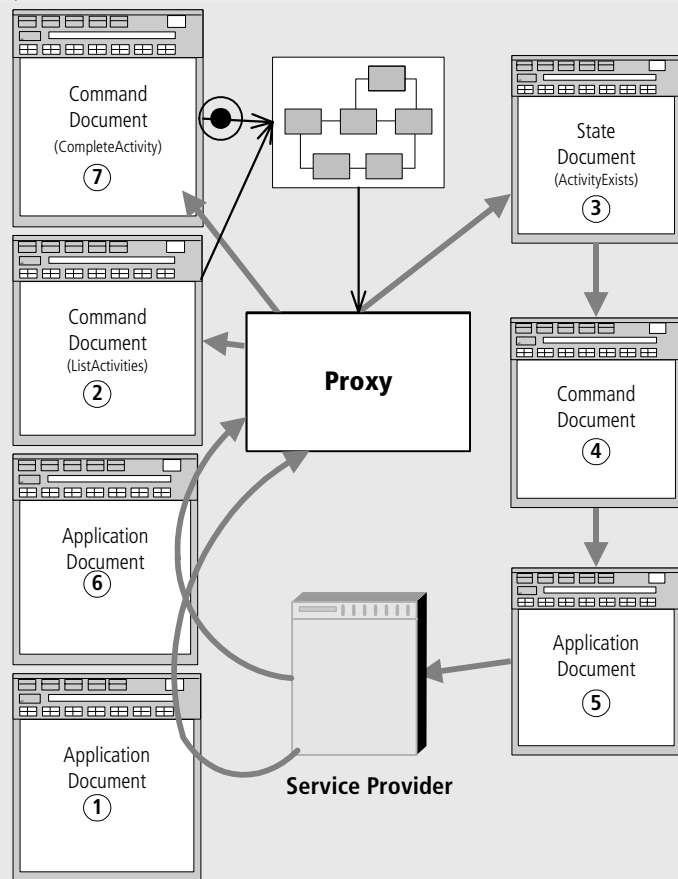 Command
Document
(CompleteActivity)
7
Command
Document
(ListActivities)
2
Application
Document
6
Application
Document
1
Proxy
Service Provider
State
Document
(ActivityExists)
3
Command
Document
4
Application
Document
5